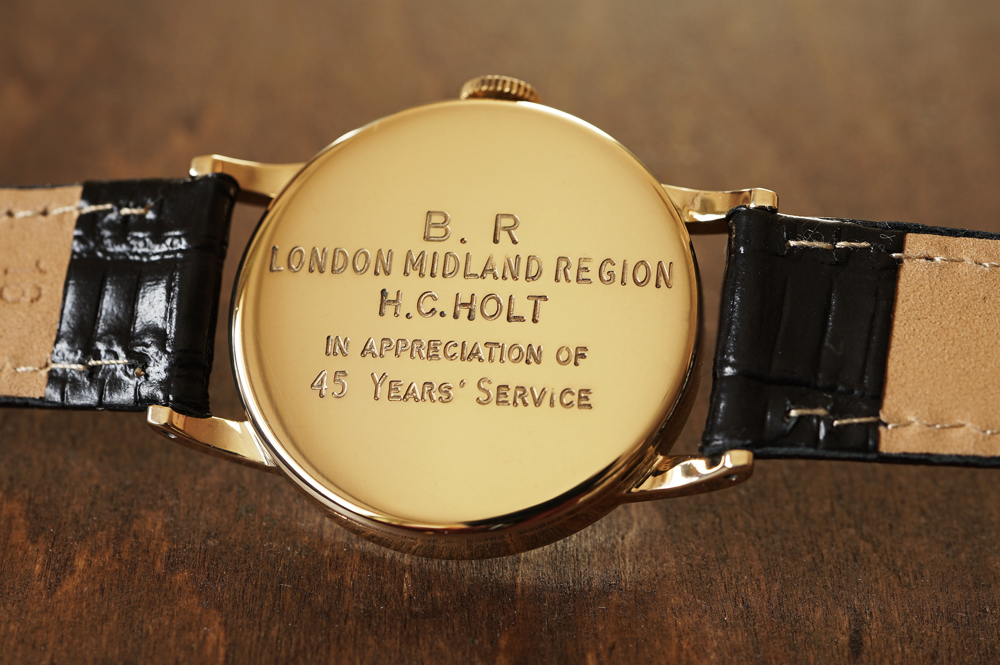 B. R
LONDON MIDLAND REGION
H.C.HOLT
IN APPRECIATION OF
45 YEARS' SERVICE